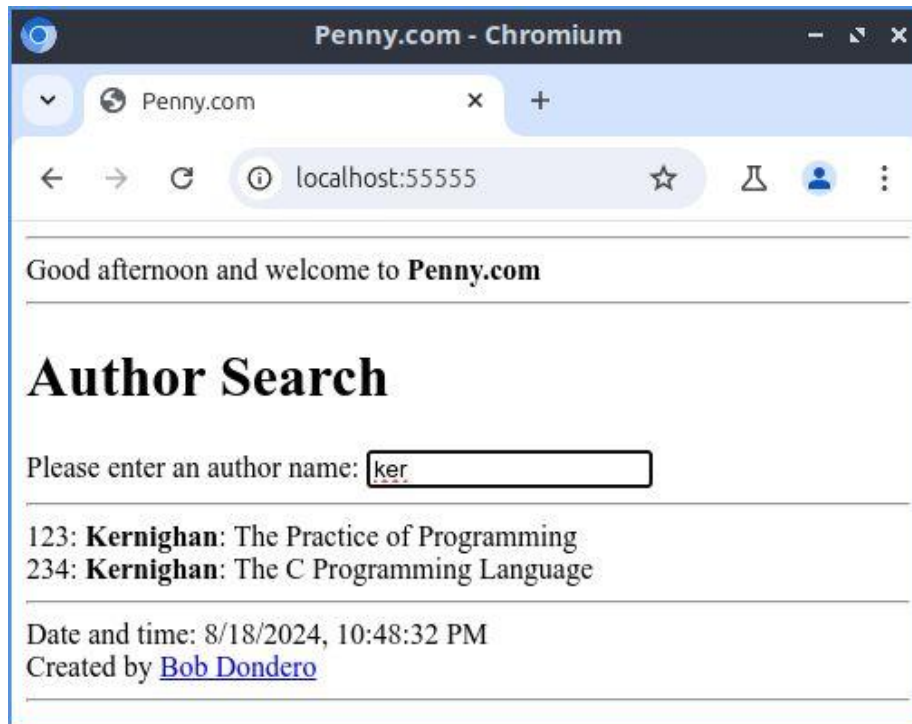 Penny.com - Chromium
Penny.com
localhost:55555
Good afternoon and welcome to Penny.com
Author Search
Please enter an author name: ker
123: Kernighan: The Practice of Programming
234: Kernighan: The C Programming Language
Date and time: 8/18/2024, 10:48:32 PM
Created by Bob Dondero